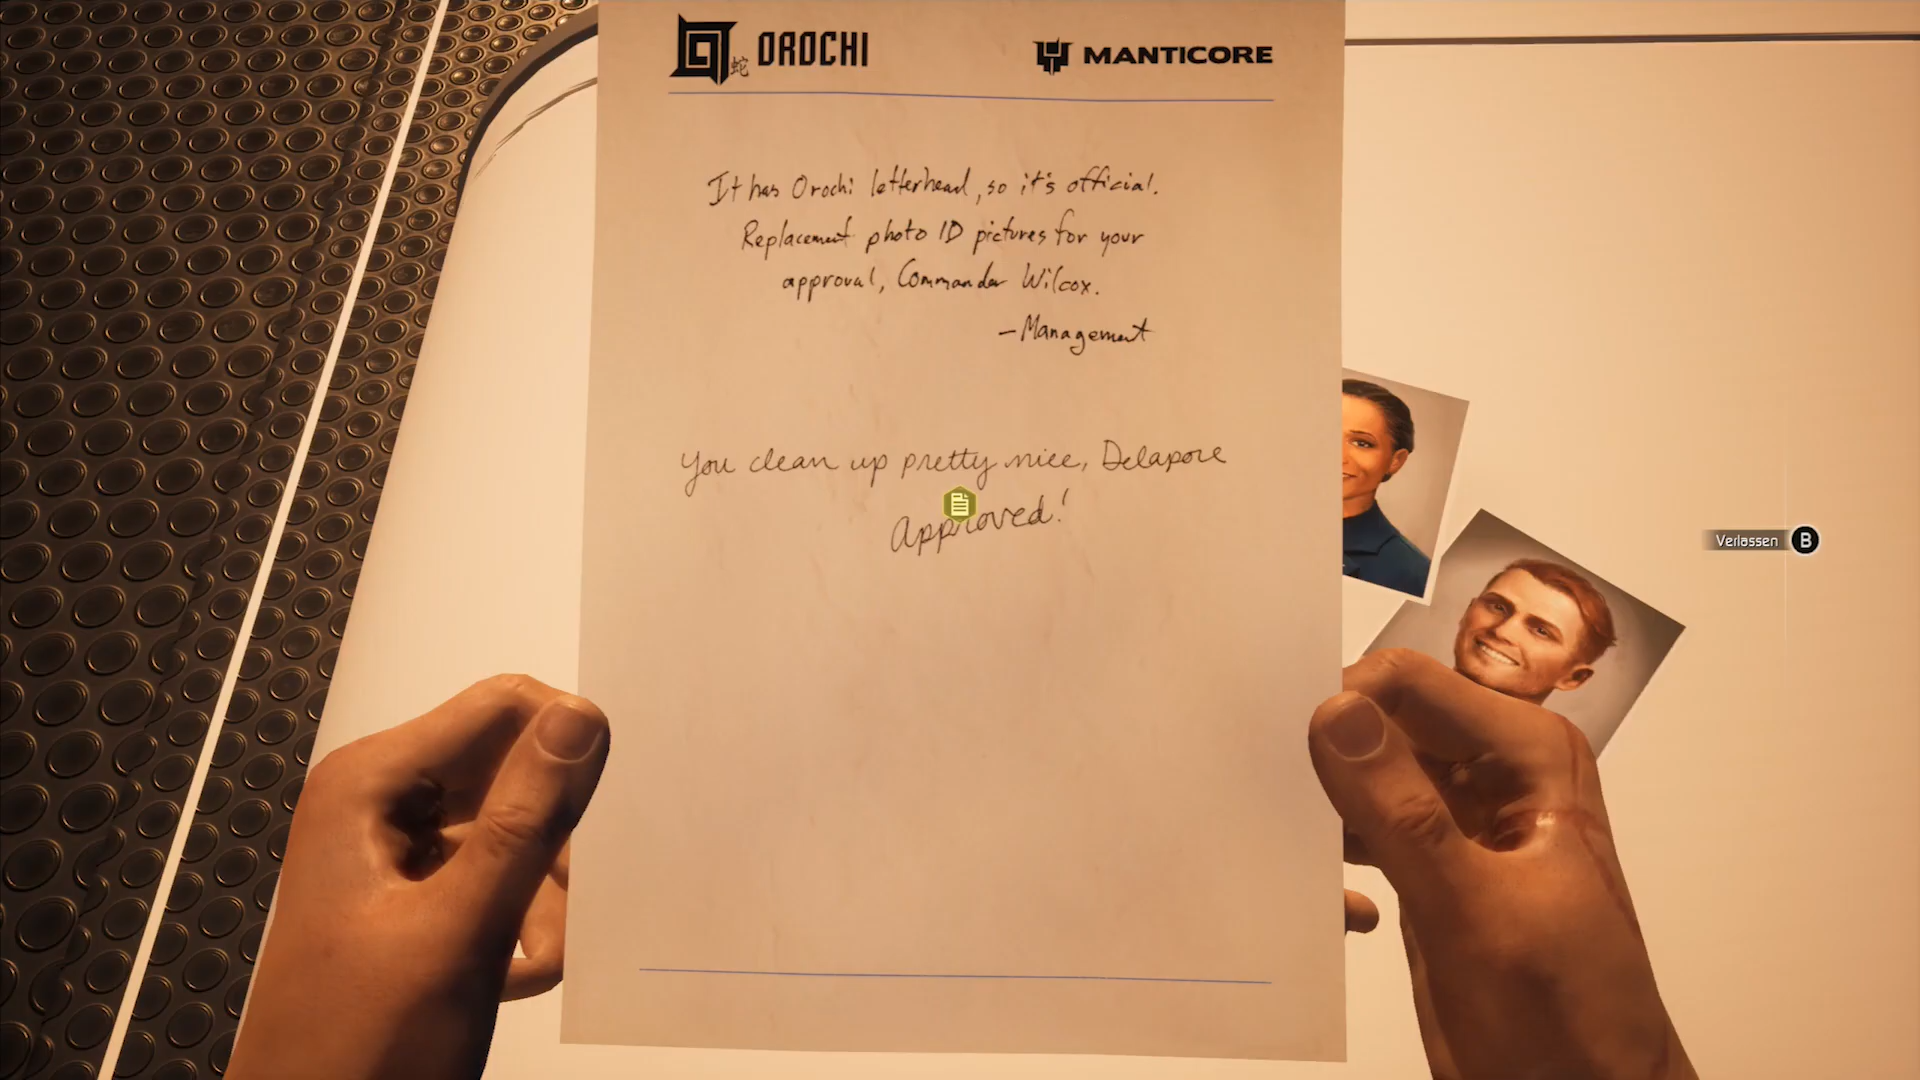 蛇 OROCHI
MANTICORE
It has Orochi letterhead, so it's official.
Replacement photo ID pictures for your
approval, Commander Wilcox.
-Management
You clean up pretty nice, Delapore
Approved!
Verlassen B